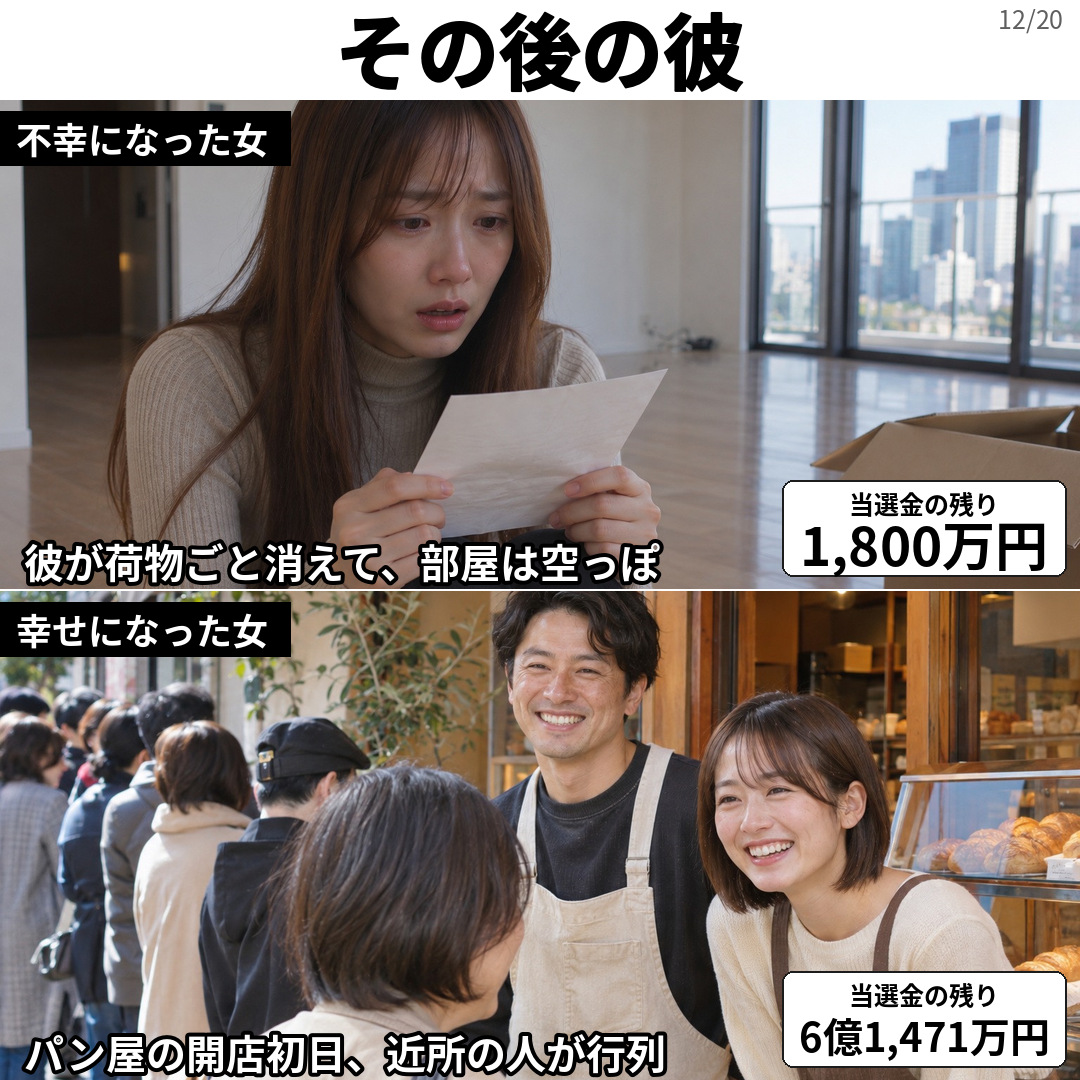 その後の彼
12/20
不幸になった女
当選金の残り
1,800万円
彼が荷物ごと消えて、部屋は空っぽ
幸せになった女
当選金の残り
6億1,471万円
パン屋の開店初日、近所の人が行列